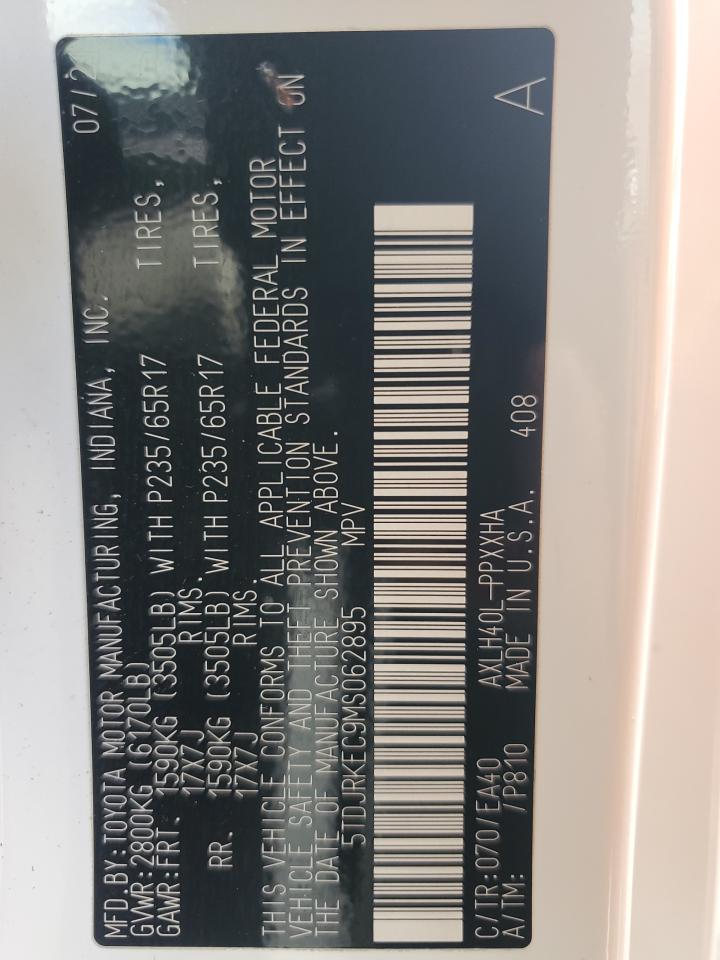 MFD.BY:TOYOTA MOTOR MANUFACTURING, INDIANA, INC. 07/2
GVWR:2800KG (6170LB)
GAWR:FRT. 1590KG (3505LB) WITH P235/65R17 TIRES,
17X7J RIMS.
RR. 1590KG (3505LB) WITH P235/65R17 TIRES,
17X7J RIMS.
THIS VEHICLE CONFORMS TO ALL APPLICABLE FEDERAL MOTOR
VEHICLE SAFETY AND THEFT PREVENTION STANDARDS IN EFFECT ON
THE DATE OF MANUFACTURE SHOWN ABOVE.
5TDJRKEC9MS062895 MPV
C/TR:070/EA40 AXLH40L-PPXXHA
A/TM: /P810 MADE IN U.S.A. 408 A